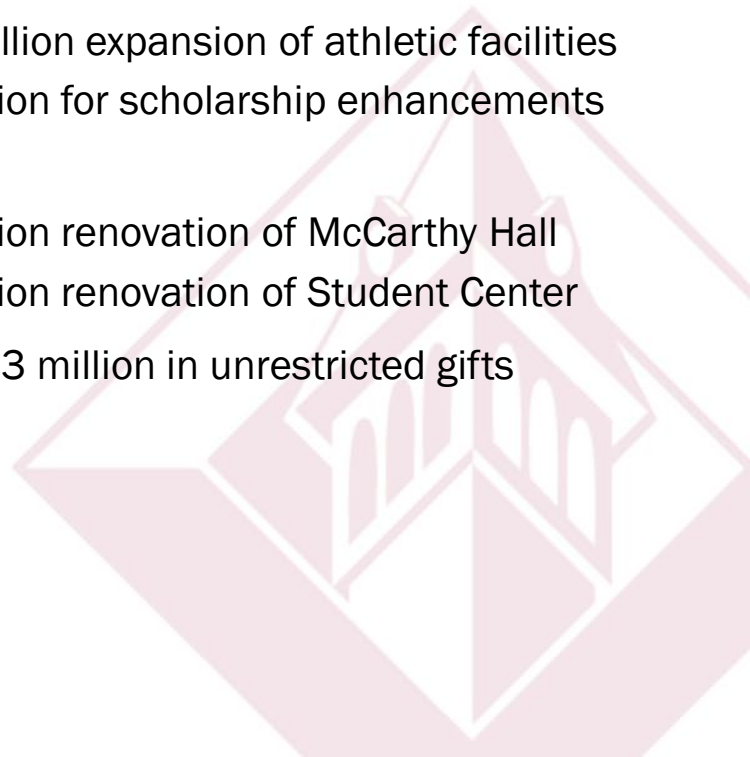 llion expansion of athletic facilities
ion for scholarship enhancements
ion renovation of McCarthy Hall
ion renovation of Student Center
3 million in unrestricted gifts